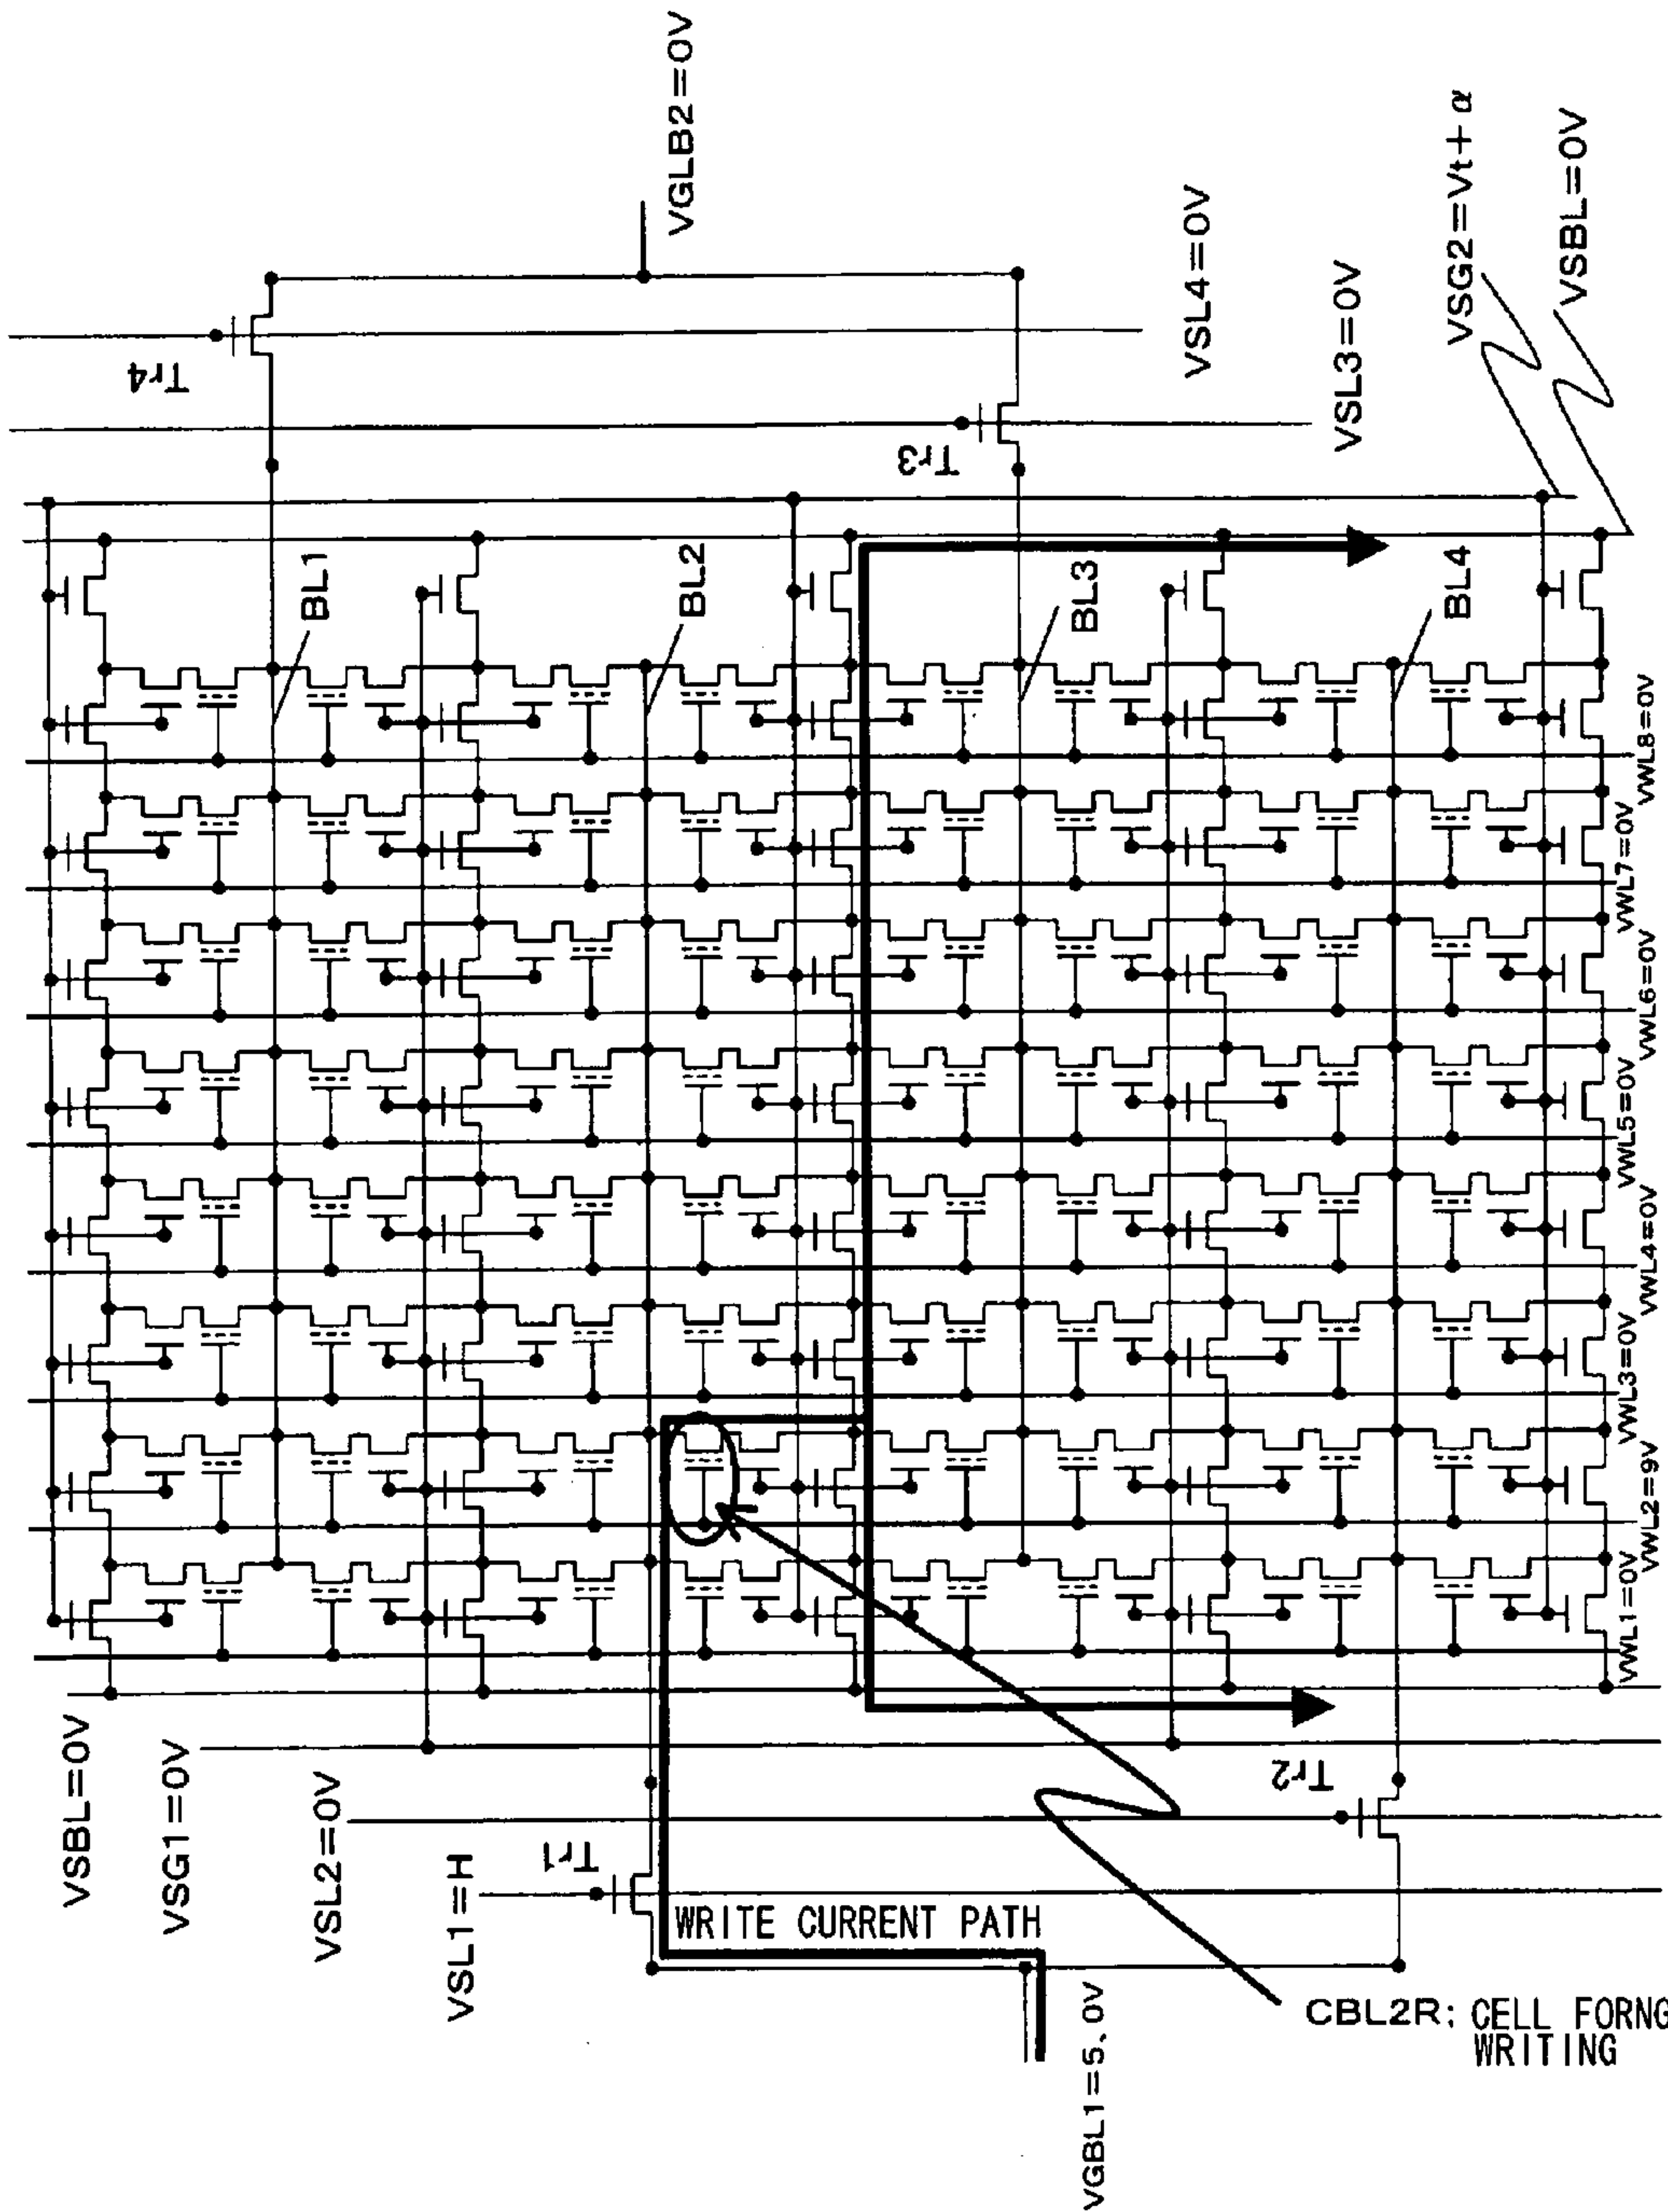 VGLB2=0V
VSL4=0V
VSL3=0V
VSG2=Vt+α
VSBL=0V
Tr4
Tr3
BL1
BL2
BL3
BL4
VWL8=0V
VWL7=0V
VWL6=0V
VWL5=0V
VWL4=0V
VWL3=0V
VWL2=9V
VWL1=0V
VSBL=0V
VSG1=0V
VSL2=0V
VSL1=H
Tr1
Tr2
WRITE CURRENT PATH
VGBL1=5.0V
CBL2R; CELL FORNG
WRITING